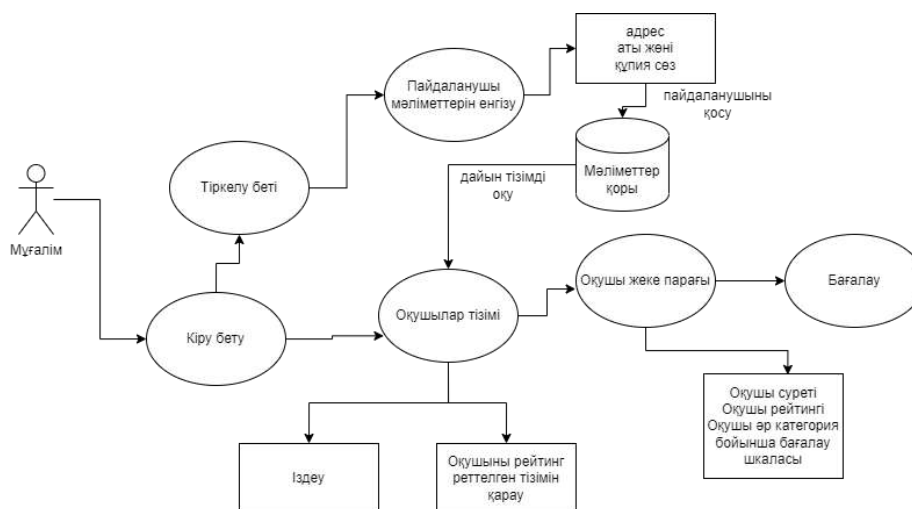 адрес
аты жөні
құпия сөз
Пайдаланушы
мәліметтерін енгізу
пайдаланушыны
қосу
Тіркелу беті
дайын тізімді
оқу
Мәліметтер
қоры
Мұғалім
Кіру бету
Оқушылар тізімі
Оқушы жеке парағы
Бағалау
Іздеу
Оқушыны рейтинг
реттелген тізімін
қарау
Оқушы суреті
Оқушы рейтингі
Оқушы әр категория
бойынша бағалау
шкаласы